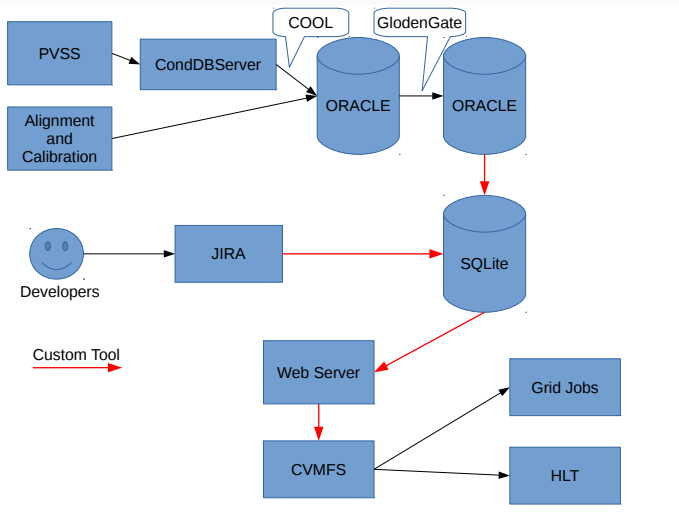 COOL
GlodenGate
PVSS
CondDBServer
ORACLE
ORACLE
Alignment
and
Calibration
JIRA
SQLite
Developers
Custom Tool
Web Server
Grid Jobs
CVMFS
HLT